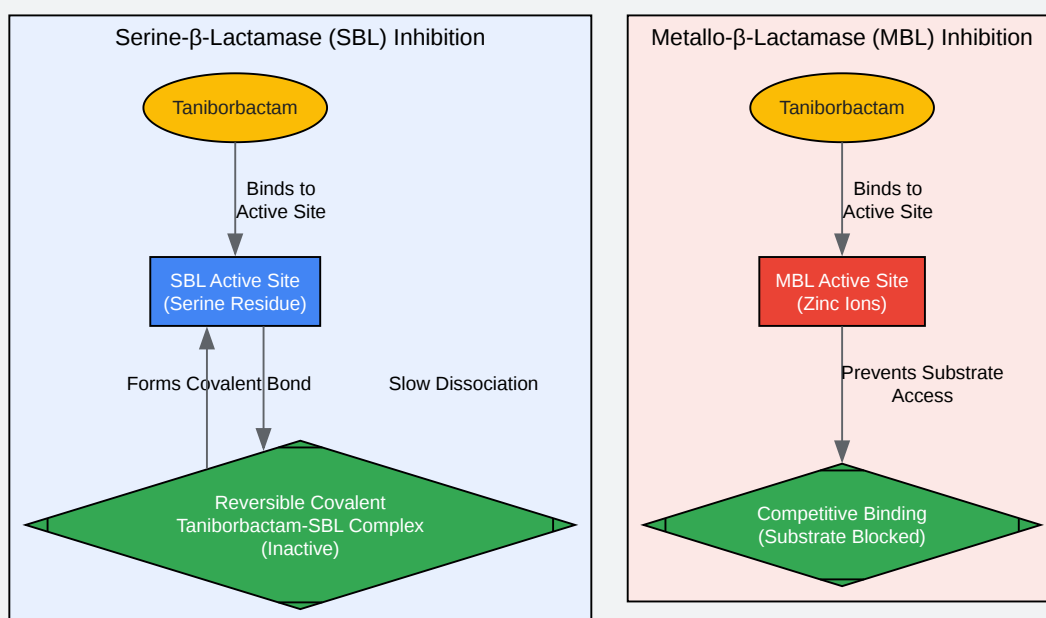 Serine-β-Lactamase (SBL) Inhibition
Taniborbactam
Binds to
Active Site
SBL Active Site
(Serine Residue)
Forms Covalent Bond
Slow Dissociation
Reversible Covalent
Taniborbactam-SBL Complex
(Inactive)
Metallo-β-Lactamase (MBL) Inhibition
Taniborbactam
Binds to
Active Site
MBL Active Site
(Zinc Ions)
Prevents Substrate
Access
Competitive Binding
(Substrate Blocked)